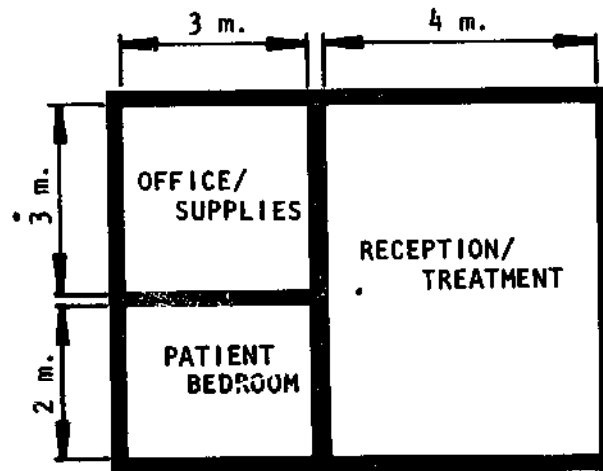 3 m.
4 m.
3 m.
OFFICE/
SUPPLIES
RECEPTION/
TREATMENT
2 m.
PATIENT
BEDROOM